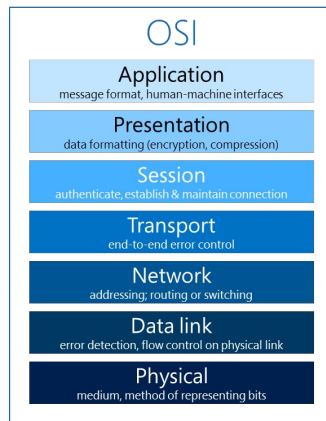 OSI
Application
message format, human-machine interfaces
Presentation
data formatting (encryption, compression)
Session
authenticate, establish & maintain connection
Transport
end-to-end error control
Network
addressing; routing or switching
Data link
error detection, flow control on physical link
Physical
medium, method of representing bits